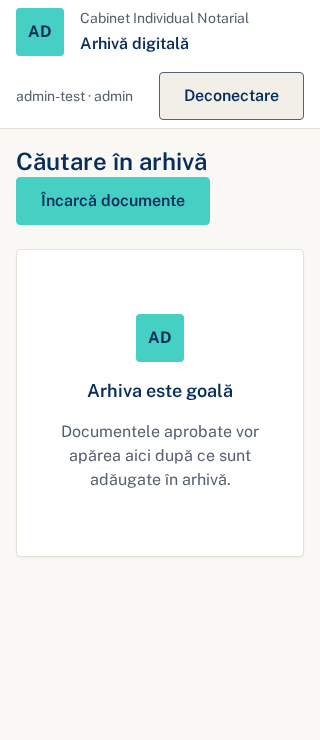 AD
Cabinet Individual Notarial
Arhivă digitală
admin-test · admin
Deconectare
Căutare în arhivă
Încarcă documente
AD
Arhiva este goală
Documentele aprobate vor
apărea aici după ce sunt
adăugate în arhivă.